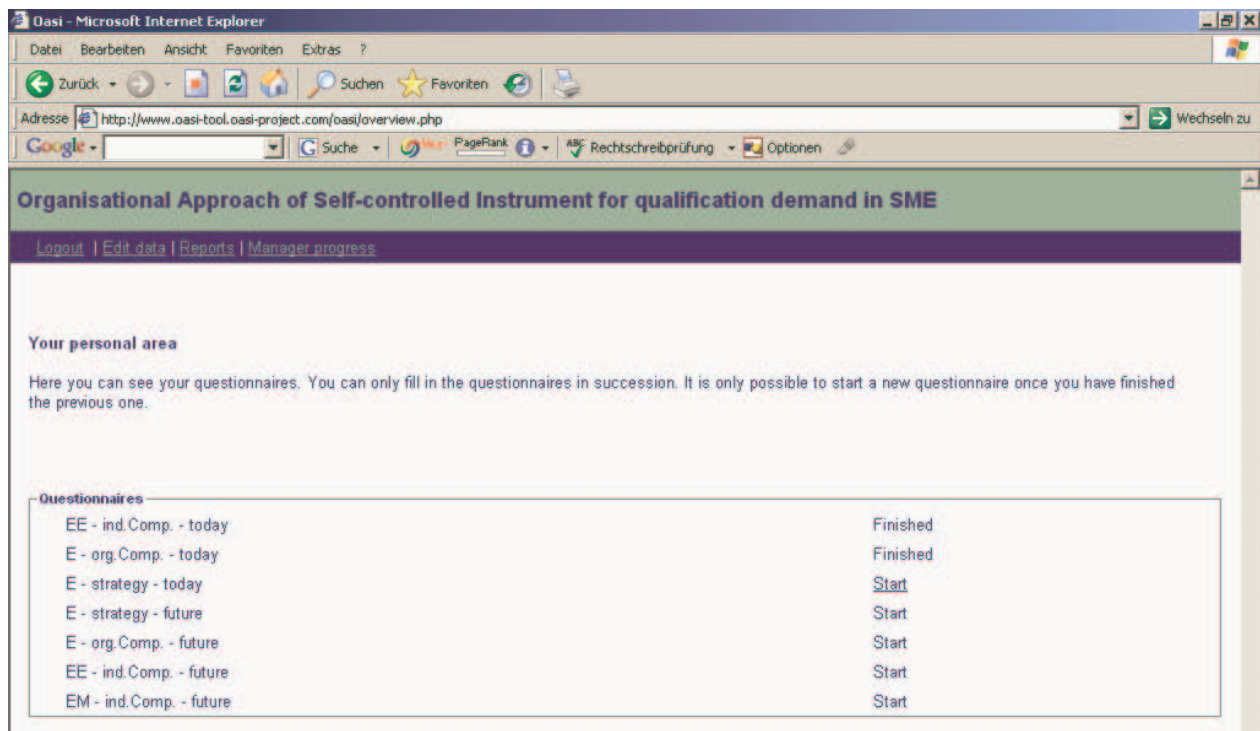 Oasi - Microsoft Internet Explorer
Datei Bearbeiten Ansicht Favoriten Extras ?
Zurück Suchen Favoriten
Adresse http://www.oasi-tool.oasi-project.com/oasi/overview.php Wechseln zu
Google Suche PageRank ABC Rechtschreibprüfung Optionen
Organisational Approach of Self-controlled Instrument for qualification demand in SME
Logout | Edit data | Reports | Manager progress
Your personal area
Here you can see your questionnaires. You can only fill in the questionnaires in succession. It is only possible to start a new questionnaire once you have finished
the previous one.
Questionnaires
EE - ind.Comp. - today Finished
E - org.Comp. - today Finished
E - strategy - today Start
E - strategy - future Start
E - org.Comp. - future Start
EE - ind.Comp. - future Start
EM - ind.Comp. - future Start